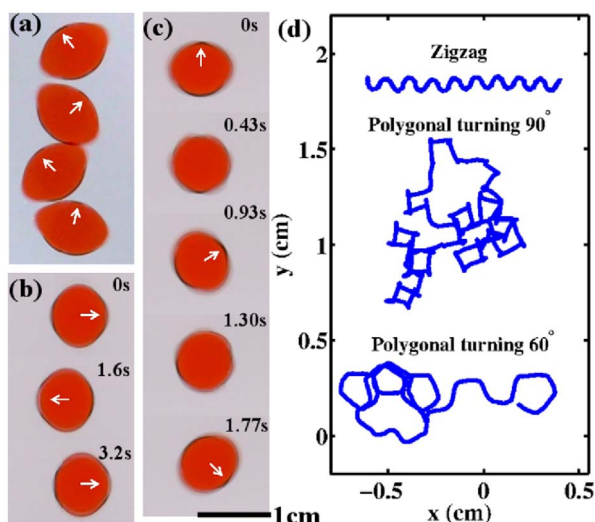 (a)
(b)
0s
1.6s
3.2s
(c)
0s
0.43s
0.93s
1.30s
1.77s
1cm
(d)
2
1.5
1
0.5
0
y (cm)
Zigzag
Polygonal turning 90°
Polygonal turning 60°
−0.5
0
0.5
x (cm)